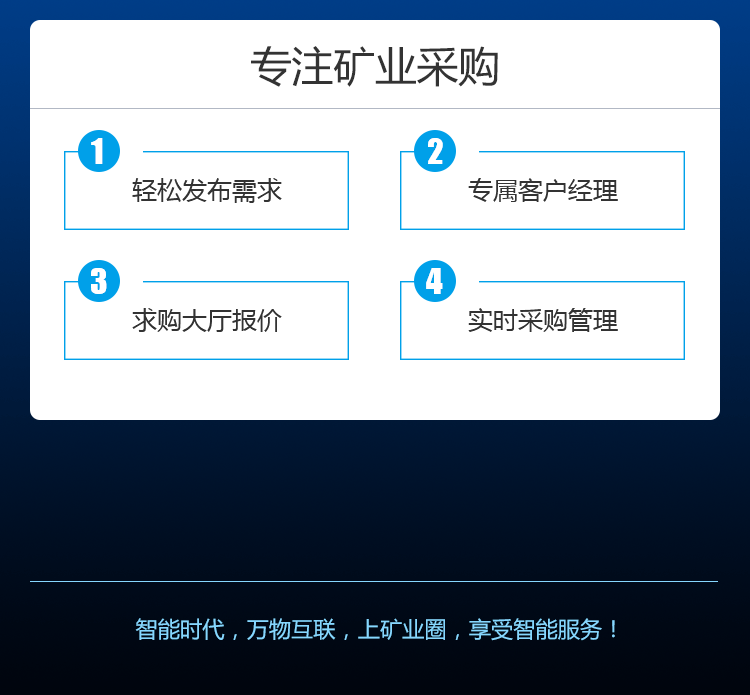 专注矿业采购
1
轻松发布需求
2
专属客户经理
3
求购大厅报价
4
实时采购管理
智能时代，万物互联，上矿业圈，享受智能服务！